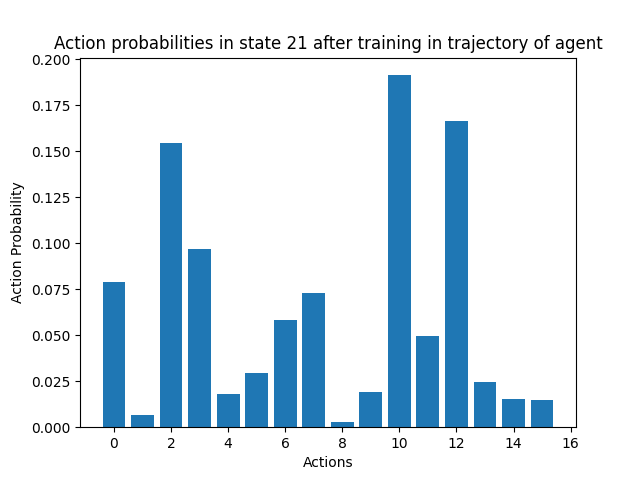 Action probabilities in state 21 after training in trajectory of agent
0.200
0.175
0.150
0.125
0.100
0.075
0.050
0.025
0.000
Action Probability
0 2 4 6 8 10 12 14 16
Actions